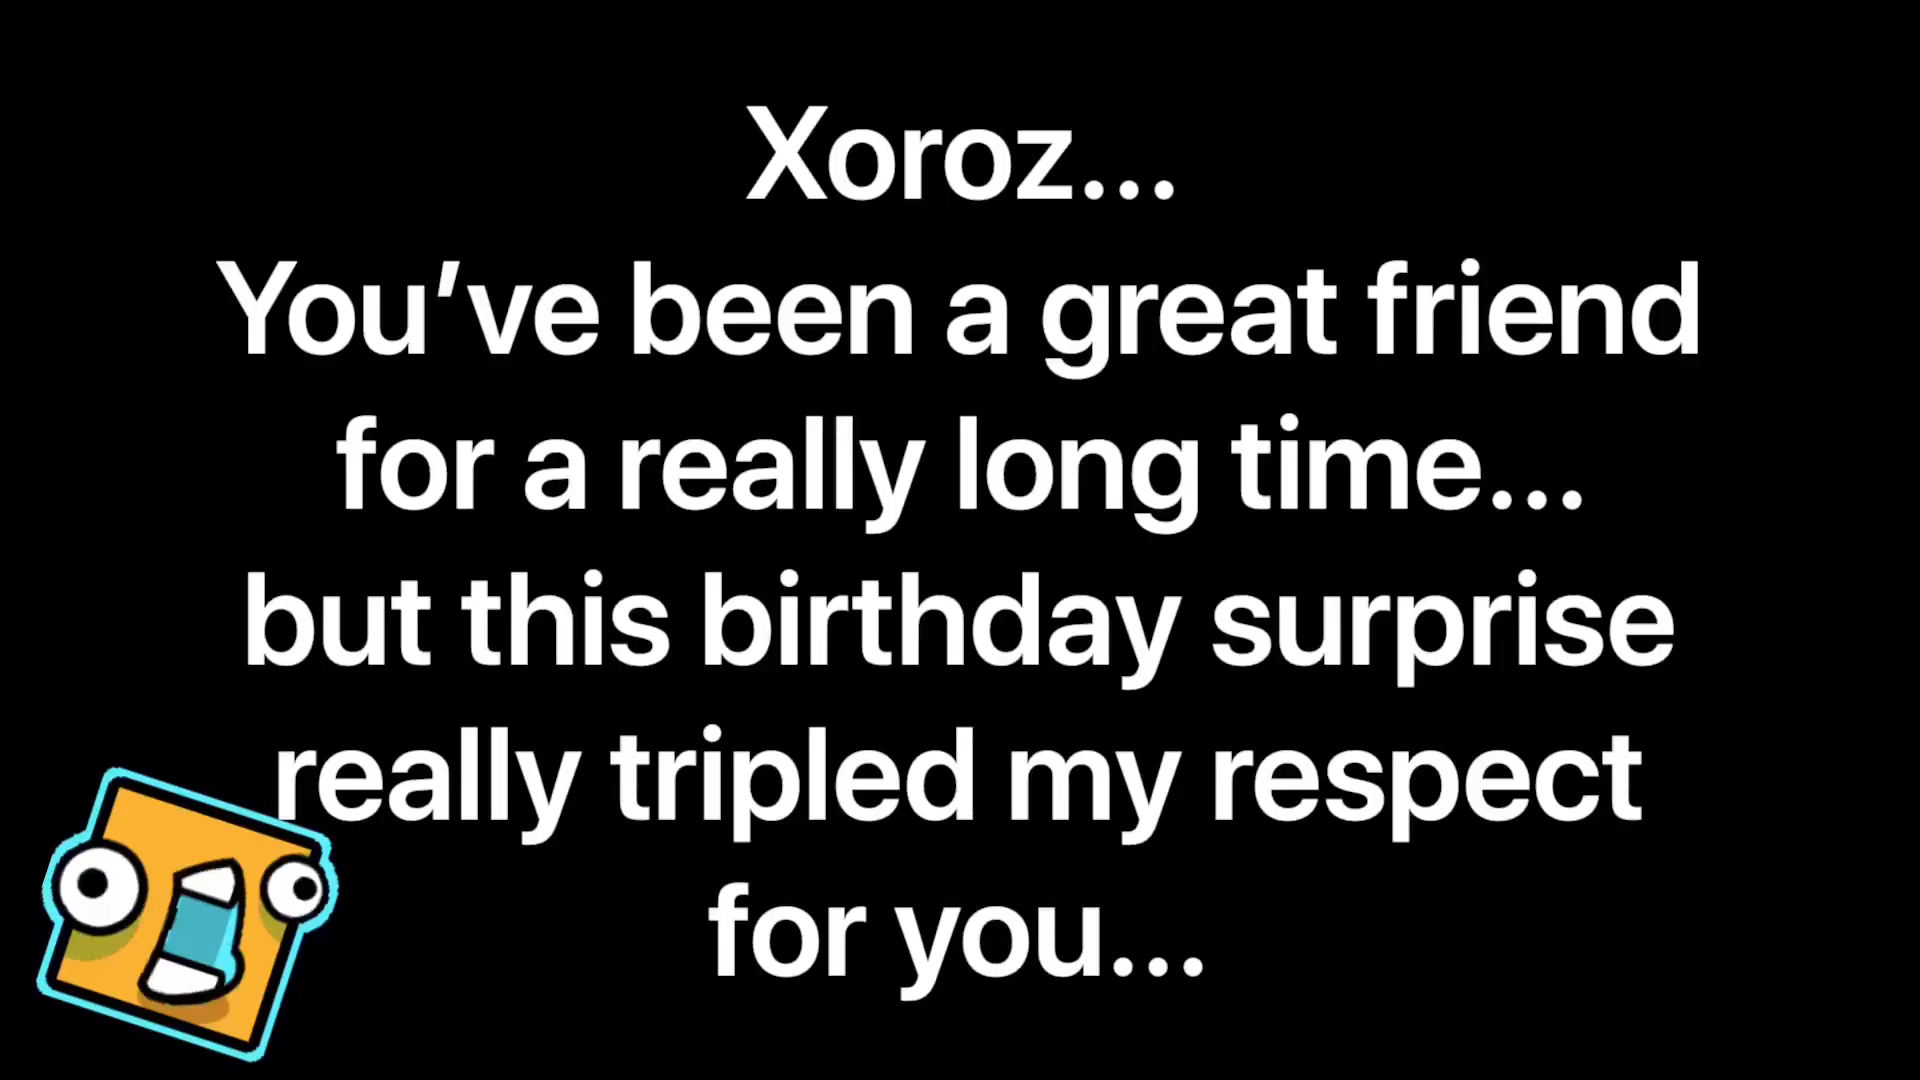 Xoroz...
You've been a great friend
for a really long time...
but this birthday surprise
really tripled my respect
for you...